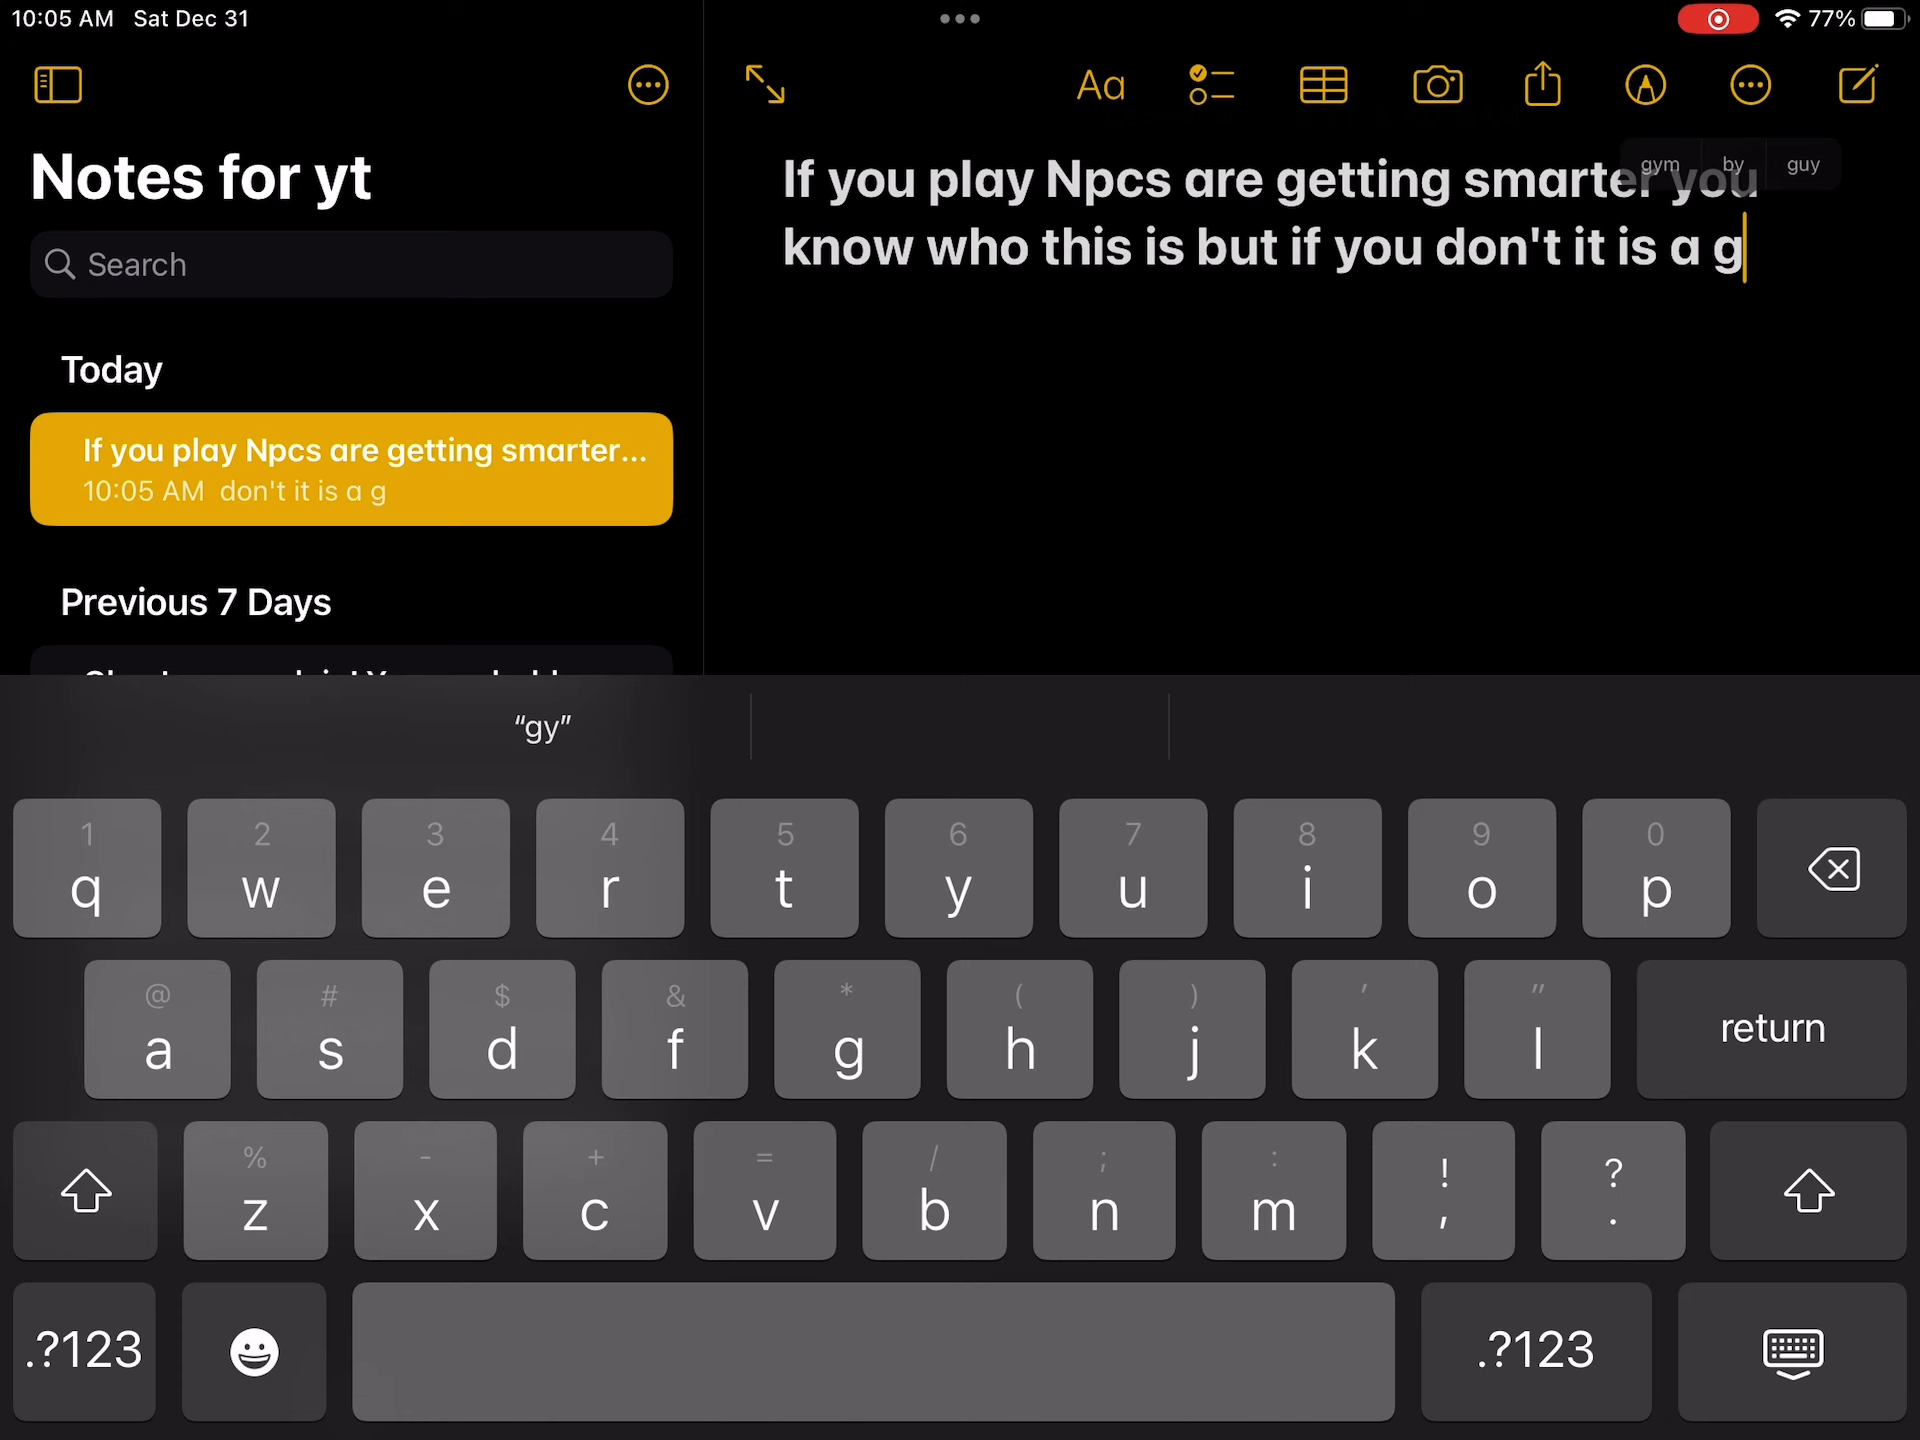 10:05 AM Sat Dec 31
77%
Notes for yt
Search
Today
If you play Npcs are getting smarter...
10:05 AM don't it is a g
Previous 7 Days
Aa
gym by guy
If you play Npcs are getting smarter you
know who this is but if you don't it is a g
“gy”
1 2 3 4 5 6 7 8 9 0
q w e r t y u i o p
@ # $ & * ( ) ' "
a s d f g h j k l return
% - + = / ; : ! ?
z x c v b n m , .
.?123 .?123